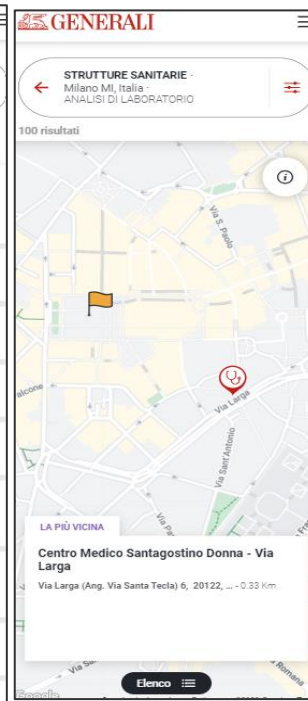 GENERALI
STRUTTURE SANITARIE -
Milano MI, Italia -
ANALISI DI LABORATORIO
100 risultati
Via S. Paolo
Via Larga
Via Sant'Antonio
LA PIÙ VICINA
Centro Medico Santagostino Donna - Via
Larga
Via Larga (Ang. Via Santa Tecla) 6, 20122, ... - 0.33 Km
Romana
Elenco
Google